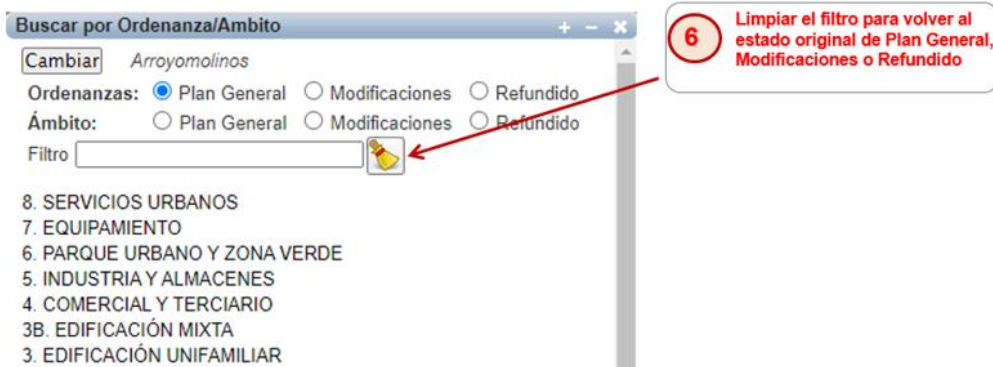 Buscar por Ordenanza/Ambito
Cambiar Arroyomolinos
Ordenanzas: Plan General Modificaciones Refundido
Ámbito: Plan General Modificaciones Refundido
Filtro
8. SERVICIOS URBANOS
7. EQUIPAMIENTO
6. PARQUE URBANO Y ZONA VERDE
5. INDUSTRIA Y ALMACENES
4. COMERCIAL Y TERCIARIO
3B. EDIFICACIÓN MIXTA
3. EDIFICACIÓN UNIFAMILIAR
6
Limpiar el filtro para volver al
estado original de Plan General,
Modificaciones o Refundido